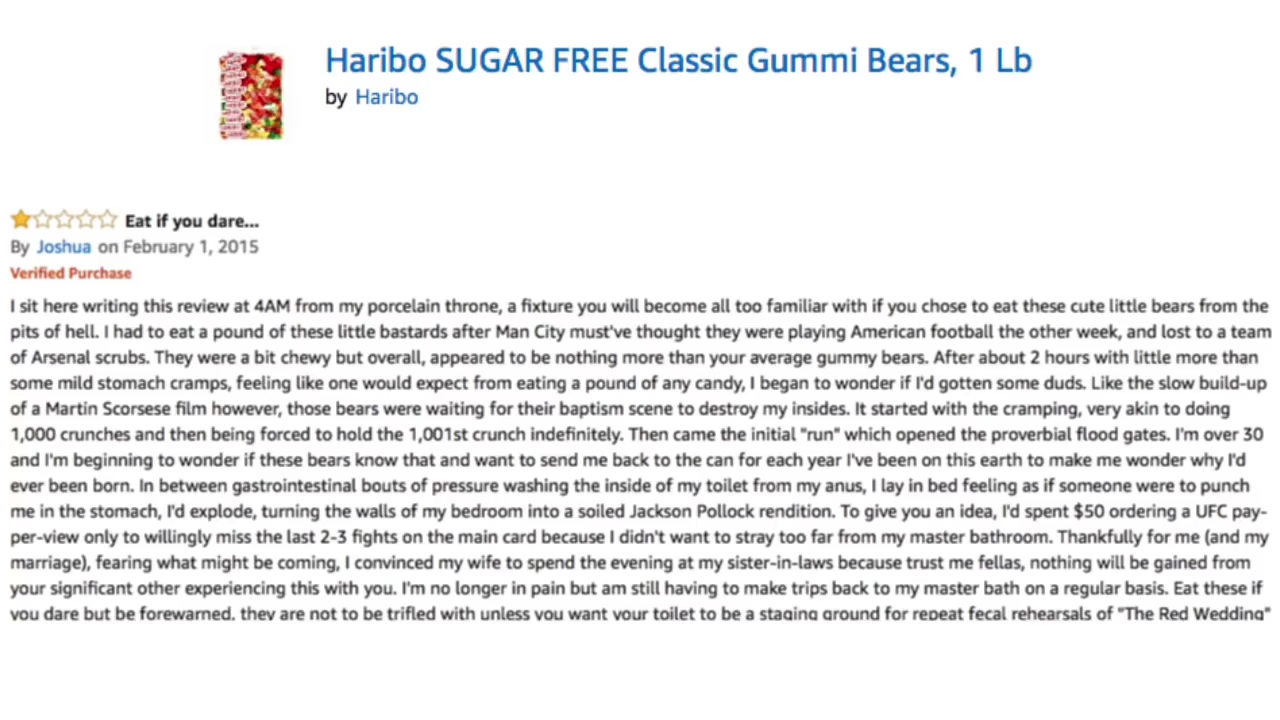 Haribo SUGAR FREE Classic Gummi Bears, 1 Lb
by Haribo
Eat if you dare...
By Joshua on February 1, 2015
Verified Purchase
I sit here writing this review at 4AM from my porcelain throne, a fixture you will become all too familiar with if you chose to eat these cute little bears from the
pits of hell. I had to eat a pound of these little bastards after Man City must've thought they were playing American football the other week, and lost to a team
of Arsenal scrubs. They were a bit chewy but overall, appeared to be nothing more than your average gummy bears. After about 2 hours with little more than
some mild stomach cramps, feeling like one would expect from eating a pound of any candy, I began to wonder if I'd gotten some duds. Like the slow build-up
of a Martin Scorsese film however, those bears were waiting for their baptism scene to destroy my insides. It started with the cramping, very akin to doing
1,000 crunches and then being forced to hold the 1,001st crunch indefinitely. Then came the initial "run" which opened the proverbial flood gates. I'm over 30
and I'm beginning to wonder if these bears know that and want to send me back to the can for each year I've been on this earth to make me wonder why I'd
ever been born. In between gastrointestinal bouts of pressure washing the inside of my toilet from my anus, I lay in bed feeling as if someone were to punch
me in the stomach, I'd explode, turning the walls of my bedroom into a soiled Jackson Pollock rendition. To give you an idea, I'd spent $50 ordering a UFC pay-
per-view only to willingly miss the last 2-3 fights on the main card because I didn't want to stray too far from my master bathroom. Thankfully for me (and my
marriage), fearing what might be coming, I convinced my wife to spend the evening at my sister-in-laws because trust me fellas, nothing will be gained from
your significant other experiencing this with you. I'm no longer in pain but am still having to make trips back to my master bath on a regular basis. Eat these if
you dare but be forewarned, they are not to be trifled with unless you want your toilet to be a staging ground for repeat fecal rehearsals of "The Red Wedding"